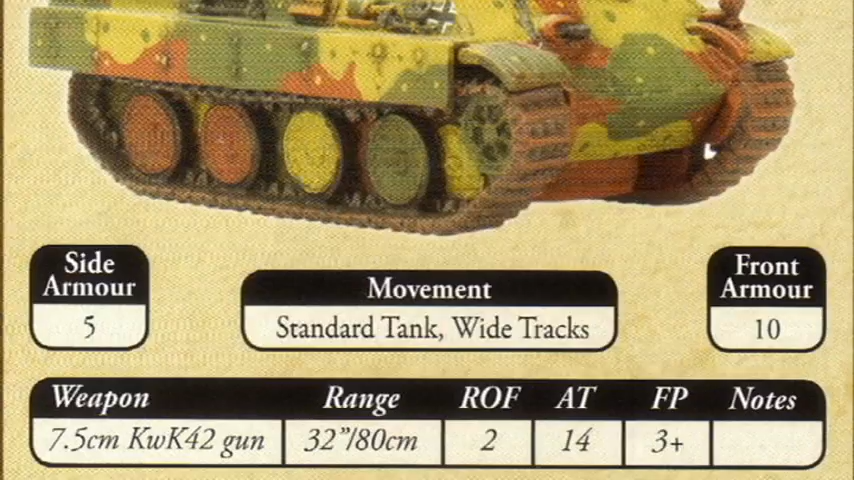 Side
Armour
5
Movement
Standard Tank, Wide Tracks
Front
Armour
10
Weapon Range ROF AT FP Notes
7.5cm KwK42 gun 32”/80cm 2 14 3+